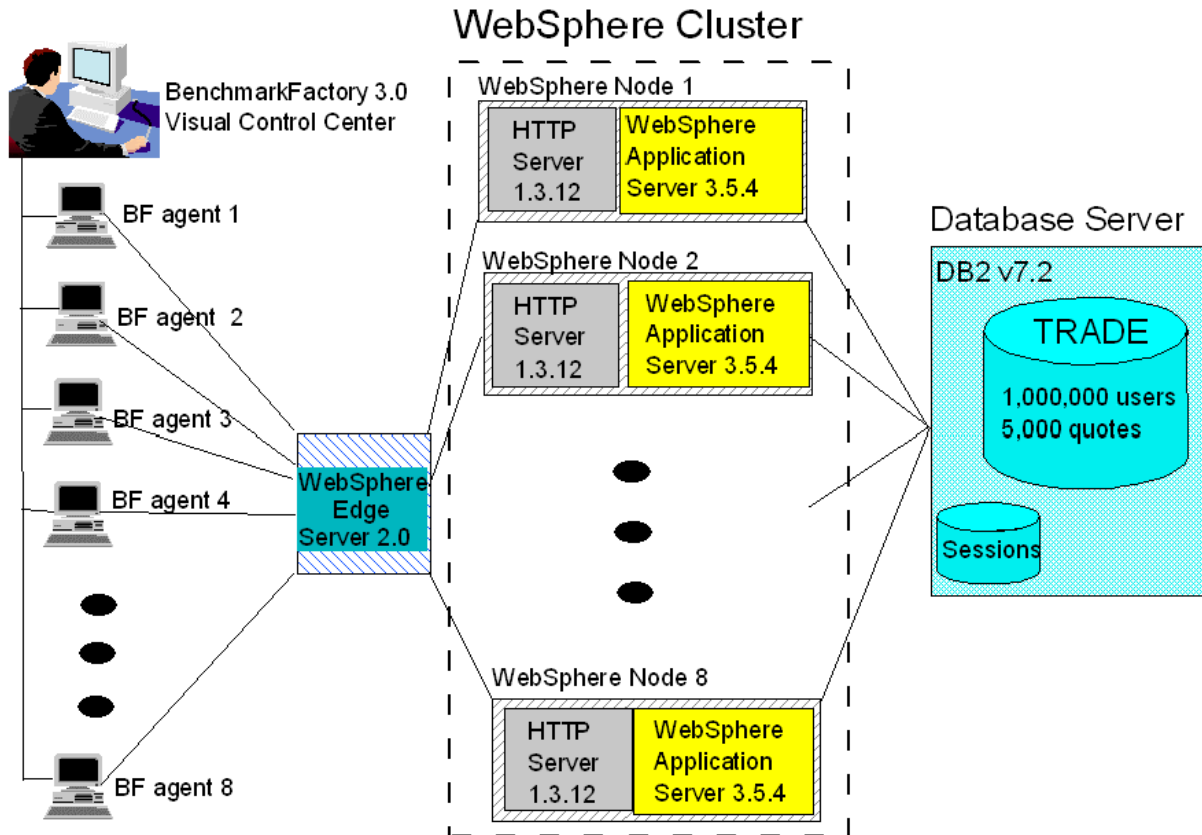 WebSphere Cluster
BenchmarkFactory 3.0
Visual Control Center
BF agent 1
BF agent 2
BF agent 3
BF agent 4
BF agent 8
WebSphere
Edge
Server 2.0
WebSphere Node 1
HTTP
Server
1.3.12
WebSphere
Application
Server 3.5.4
WebSphere Node 2
HTTP
Server
1.3.12
WebSphere
Application
Server 3.5.4
WebSphere Node 8
HTTP
Server
1.3.12
WebSphere
Application
Server 3.5.4
Database Server
DB2 v7.2
TRADE
1,000,000 users
5,000 quotes
Sessions